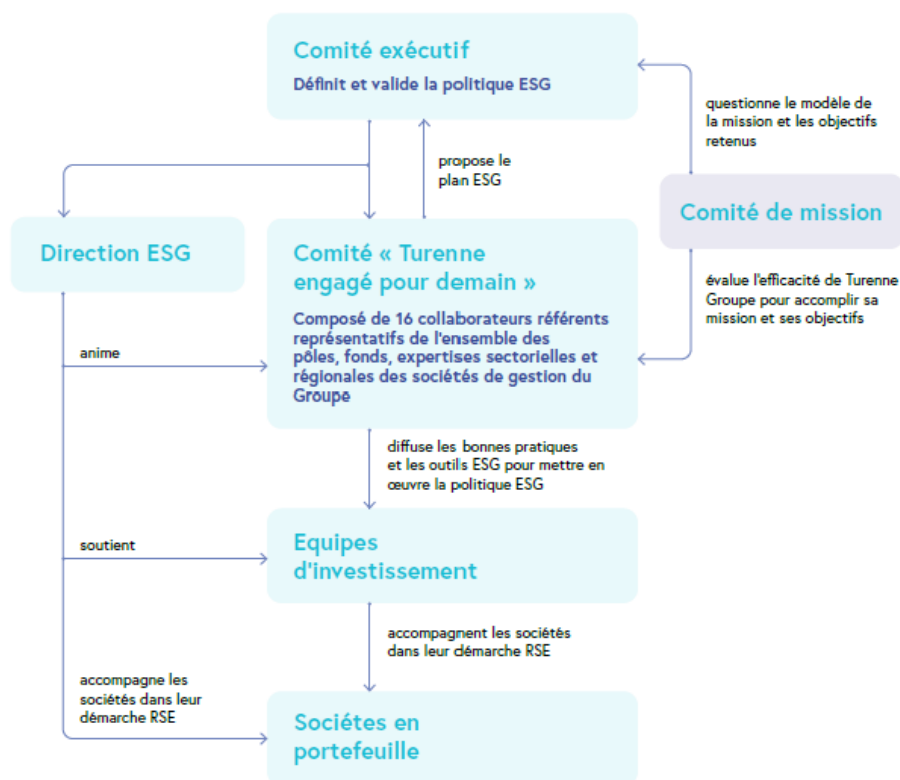 Comité exécutif
Définit et valide la politique ESG
questionne le modèle de
la mission et les objectifs
retenus
propose le
plan ESG
Comité de mission
Direction ESG
Comité « Turenne
engagé pour demain »
Composé de 16 collaborateurs référents
représentatifs de l'ensemble des
pôles, fonds, expertises sectorielles et
régionales des sociétés de gestion du
Groupe
évalue l'efficacité de Turenne
Groupe pour accomplir sa
mission et ses objectifs
anime
diffuse les bonnes pratiques
et les outils ESG pour mettre en
œuvre la politique ESG
soutient
Equipes
d'investissement
accompagnent les sociétés
dans leur démarche RSE
accompagne les
sociétés dans leur
démarche RSE
Sociétes en
portefeuille